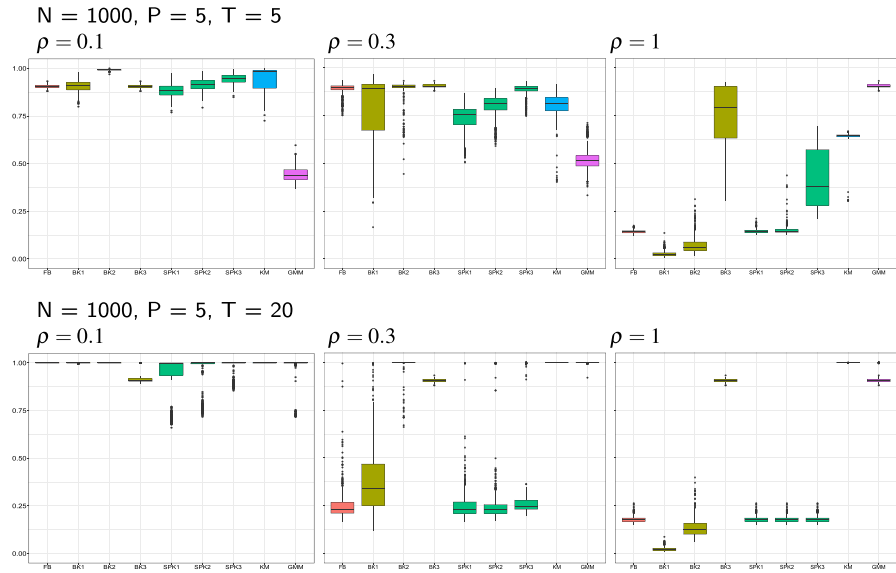 N = 1000, P = 5, T = 5
ρ = 0.1 ρ = 0.3 ρ = 1
1.00
0.75
0.50
0.25
0.00
FB BK1 BK2 BK3 SPK1 SPK2 SPK3 KM GMM FB BK1 BK2 BK3 SPK1 SPK2 SPK3 KM GMM FB BK1 BK2 BK3 SPK1 SPK2 SPK3 KM GMM
N = 1000, P = 5, T = 20
ρ = 0.1 ρ = 0.3 ρ = 1
1.00
0.75
0.50
0.25
0.00
FB BK1 BK2 BK3 SPK1 SPK2 SPK3 KM GMM FB BK1 BK2 BK3 SPK1 SPK2 SPK3 KM GMM FB BK1 BK2 BK3 SPK1 SPK2 SPK3 KM GMM